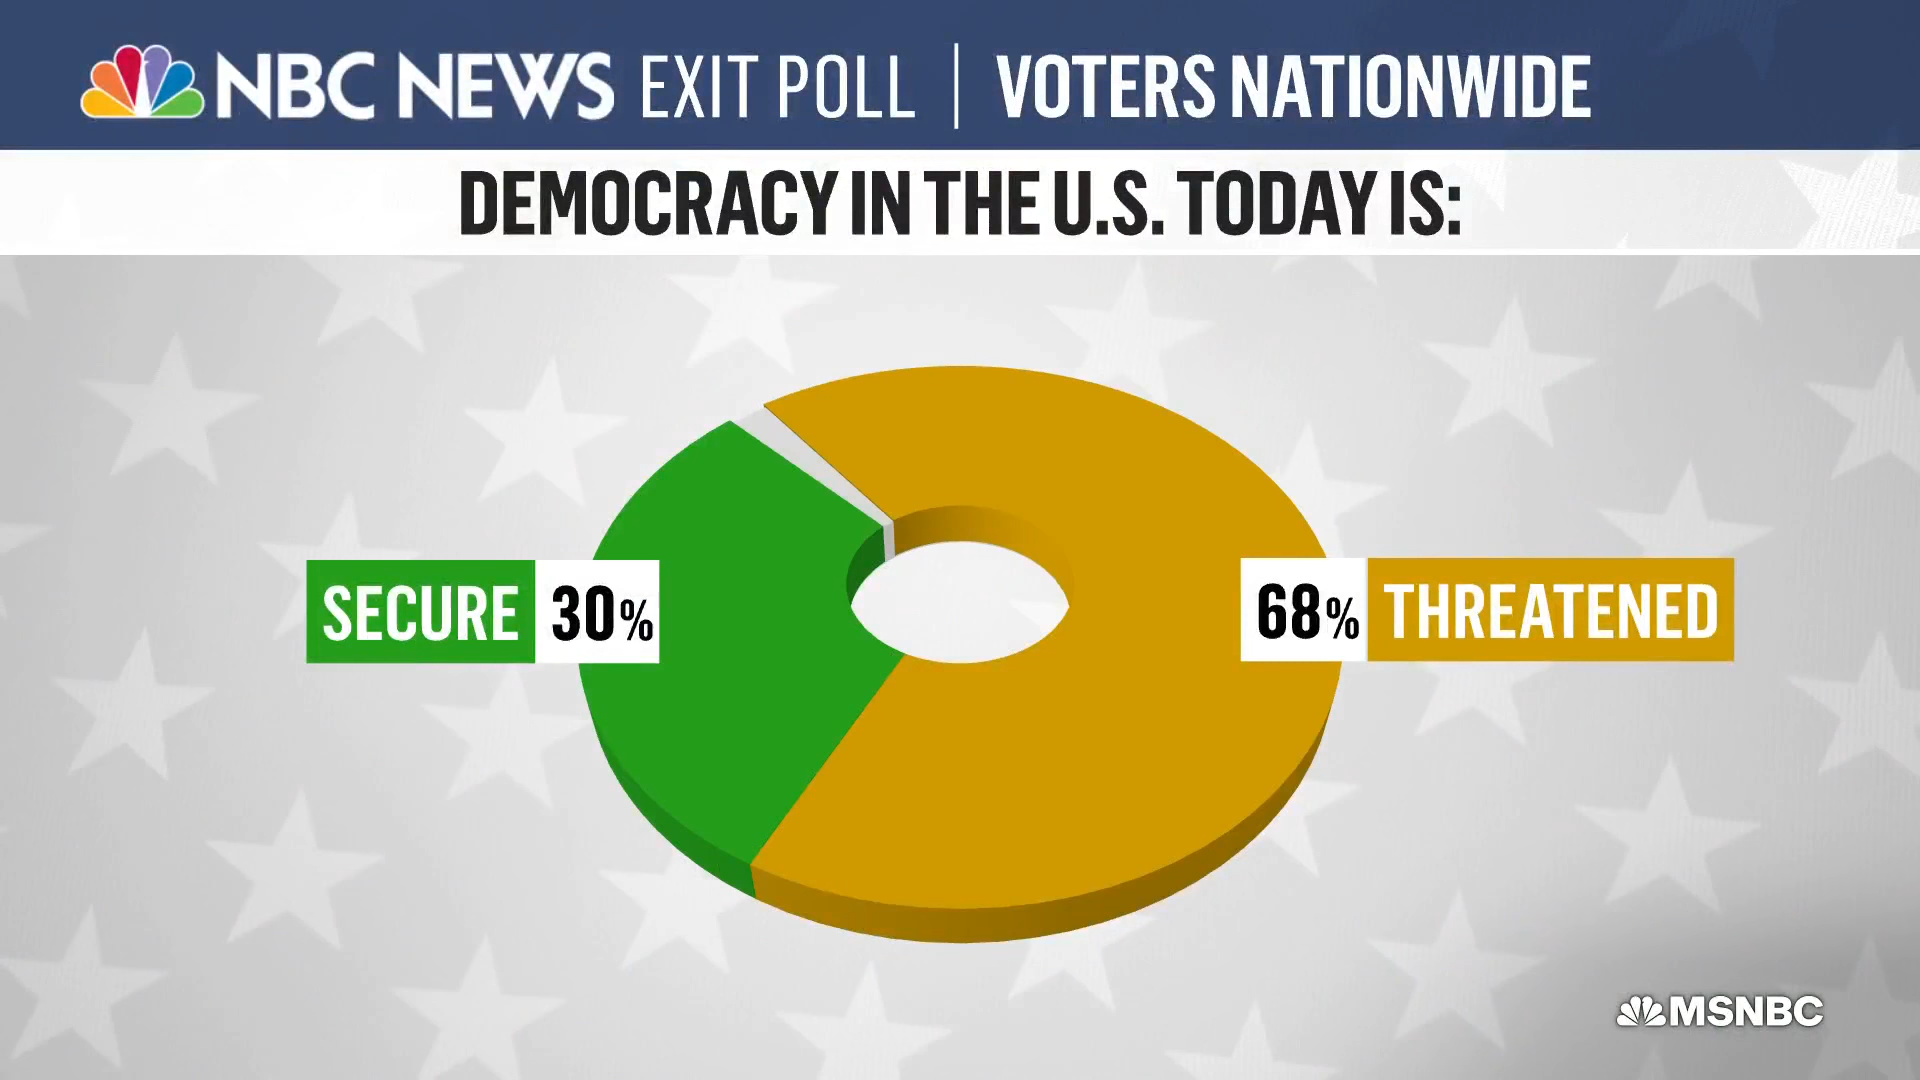 NBC NEWS EXIT POLL | VOTERS NATIONWIDE
DEMOCRACY IN THE U.S. TODAY IS:
SECURE 30%
68% THREATENED
MSNBC